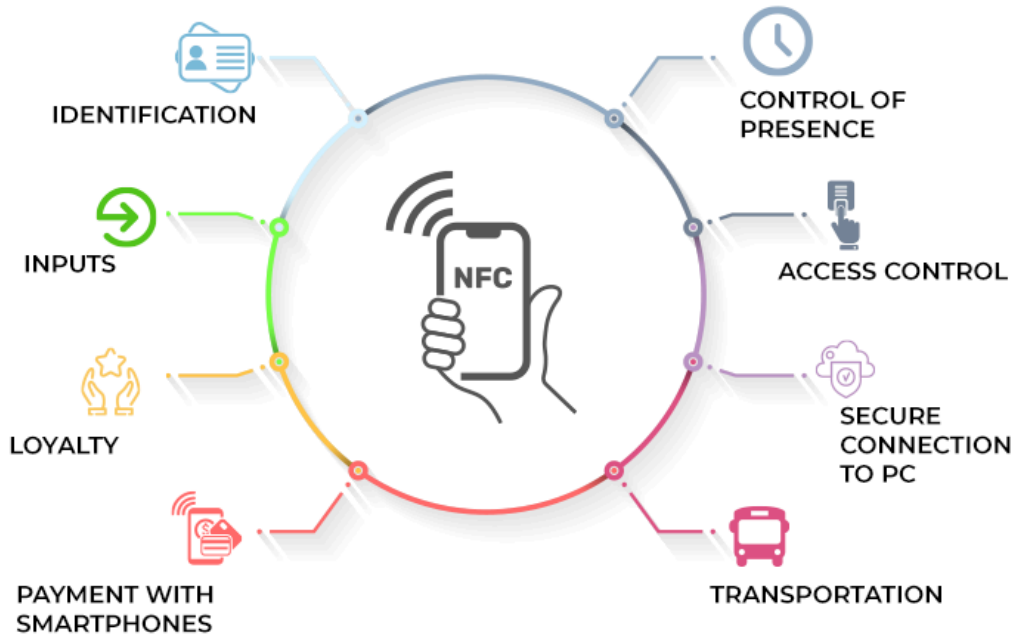 IDENTIFICATION
CONTROL OF
PRESENCE
INPUTS
ACCESS CONTROL
NFC
LOYALTY
SECURE
CONNECTION
TO PC
PAYMENT WITH
SMARTPHONES
TRANSPORTATION